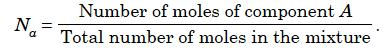 N_a = Number of moles of component A / Total number of moles in the mixture .